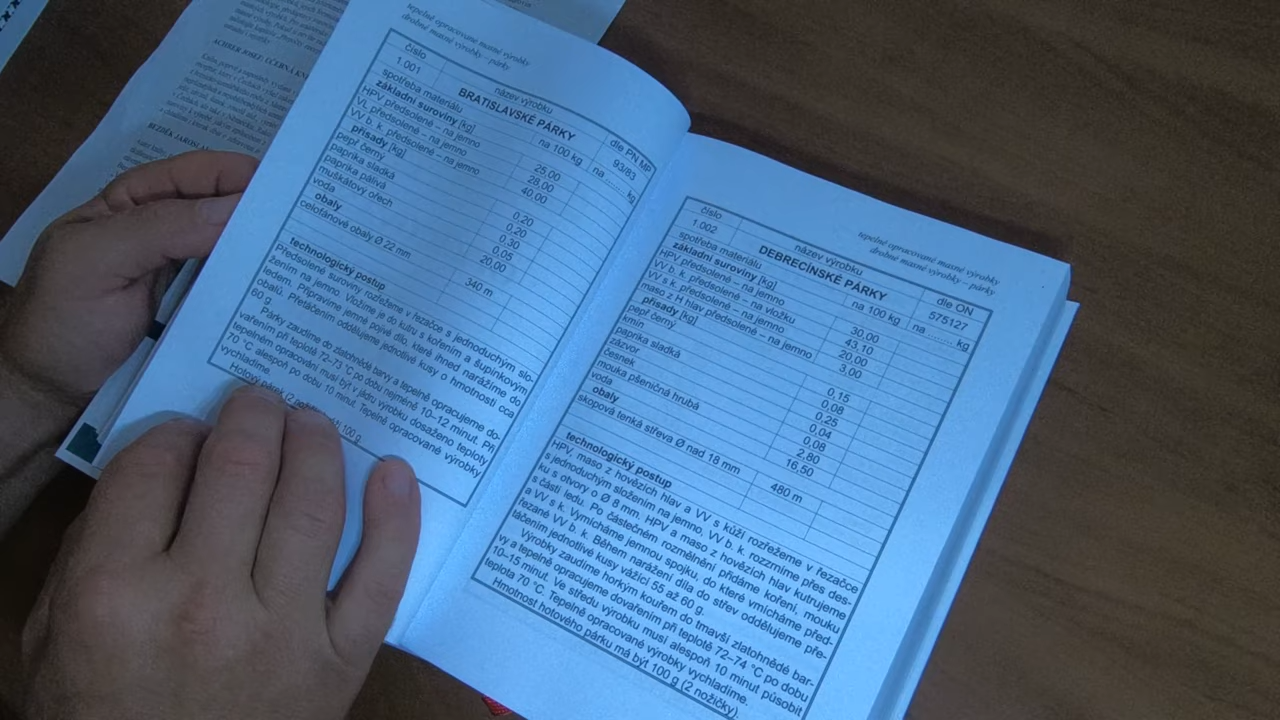 tepelně opracované masné výrobky
drobné masné výrobky – párky
číslo název výrobku dle PN MP
1.001 BRATISLAVSKÉ PÁRKY 93/83
spotřeba materiálu na 100 kg na ......... kg
základní suroviny [kg]
HPV předsolené – na jemno 25,00
VL předsolené – na jemno 28,00
VV b. k. předsolené – na jemno 40,00
přísady [kg]
pepř černý 0,20
paprika sladká 0,20
paprika pálivá 0,30
muškátový ořech 0,05
voda 20,00
obaly
celofánové obaly Ø 22 mm 340 m
technologický postup
Předsolené suroviny rozřežeme v řezačce s jednoduchým slo-
žením na jemno. Vložíme je do kutru s kořením a šupinkovým
ledem. Připravíme jemné pojivé dílo, které ihned narážíme do
obalů. Přetáčením oddělujeme jednotlivé kusy o hmotnosti cca
60 g.
Párky zaudíme do zlatohnědé barvy a tepelně opracujeme do-
vařením při teplotě 72–73 °C po dobu nejméně 10–12 minut. Při
tepelném opracování musí být v jádru výrobku dosaženo teploty
70 °C alespoň po dobu 10 minut. Tepelně opracované výrobky
vychladíme.
Hotový párek (2 100 g.
tepelně opracované masné výrobky
drobné masné výrobky – párky
číslo název výrobku dle ON
1.002 DEBRECÍNSKÉ PÁRKY 575127
spotřeba materiálu na 100 kg na ......... kg
základní suroviny [kg]
HPV předsolené – na jemno 30,00
VV b. k. předsolené – na vložku 43,10
VV s k. předsolené – na jemno 20,00
maso z H hlav předsolené – na jemno 3,00
přísady [kg]
pepř černý 0,15
kmín 0,08
paprika sladká 0,25
zázvor 0,04
česnek 0,08
mouka pšeničná hrubá 2,80
voda 16,50
obaly
skopová tenká střeva Ø nad 18 mm 480 m
technologický postup
HPV, maso z hovězích hlav a VV s kůží rozřežeme v řezačce
s jednoduchým složením na jemno, VV b. k. rozzrníme přes des-
ku s otvory o Ø 8 mm. HPV a maso z hovězích hlav kutrujeme
s částí ledu. Po částečném rozmělnění přidáme koření, mouku
a VV s k. Vymícháme jemnou spojku, do které vmícháme před-
řezané VV b. k. Během narážení díla do střev oddělujeme pře-
táčením jednotlivé kusy vážící 55 až 60 g.
Výrobky zaudíme horkým kouřem do tmavší zlatohnědé bar-
vy a tepelně opracujeme dovařením při teplotě 72–74 °C po dobu
10–15 minut. Ve středu výrobku musí alespoň 10 minut působit
teplota 70 °C. Tepelně opracované výrobky vychladíme.
Hmotnost hotového párku má být 100 g (2 nožičky).